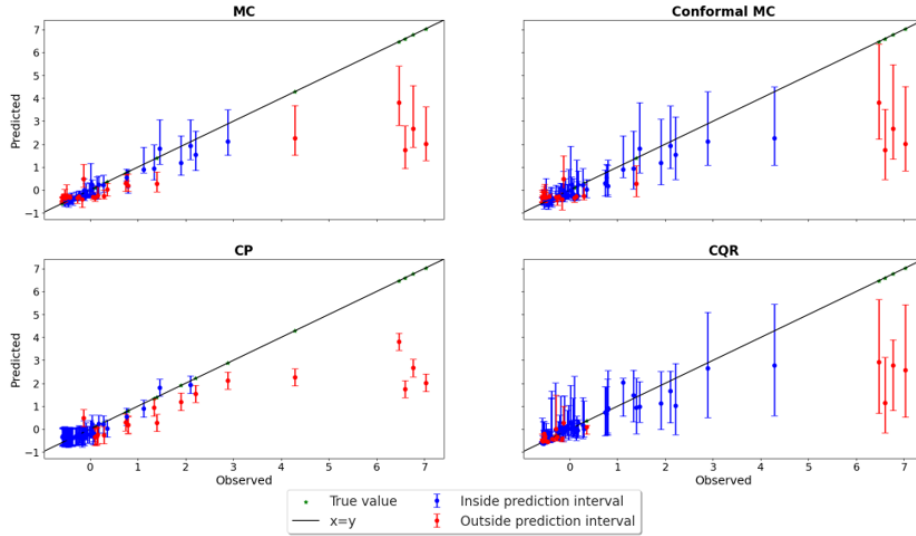 MC
Conformal MC
Predicted
7
6
5
4
3
2
1
0
−1
CP
CQR
Predicted
7
6
5
4
3
2
1
0
−1
0 1 2 3 4 5 6 7
0 1 2 3 4 5 6 7
Observed
Observed
True value
Inside prediction interval
x=y
Outside prediction interval